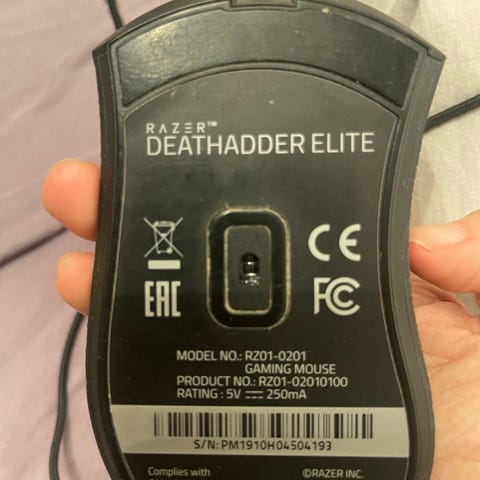 RAZER™
DEATHADDER ELITE
CE
EAC
FC
MODEL NO.: RZ01-0201
GAMING MOUSE
PRODUCT NO.: RZ01-02010100
RATING : 5V ⎓ 250mA
S/N: PM1910H04504193
Complies with ©RAZER INC.